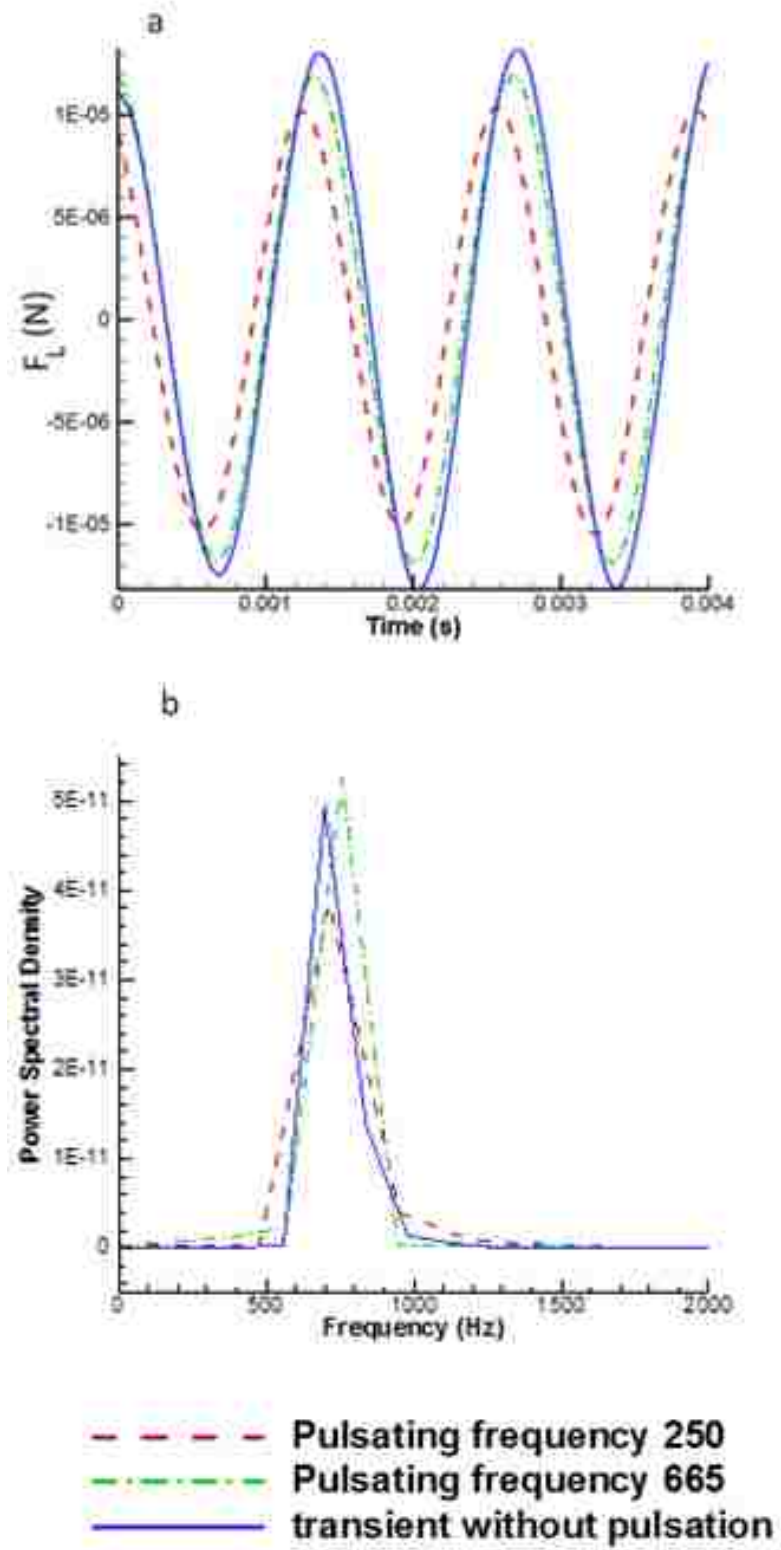 a
1E-05
5E-06
0
-5E-06
-1E-05
F_L (N)
0 0.001 0.002 0.003 0.004
Time (s)
b
5E-11
4E-11
3E-11
2E-11
1E-11
0
Power Spectral Density
0 500 1000 1500 2000
Frequency (Hz)
Pulsating frequency 250
Pulsating frequency 665
transient without pulsation